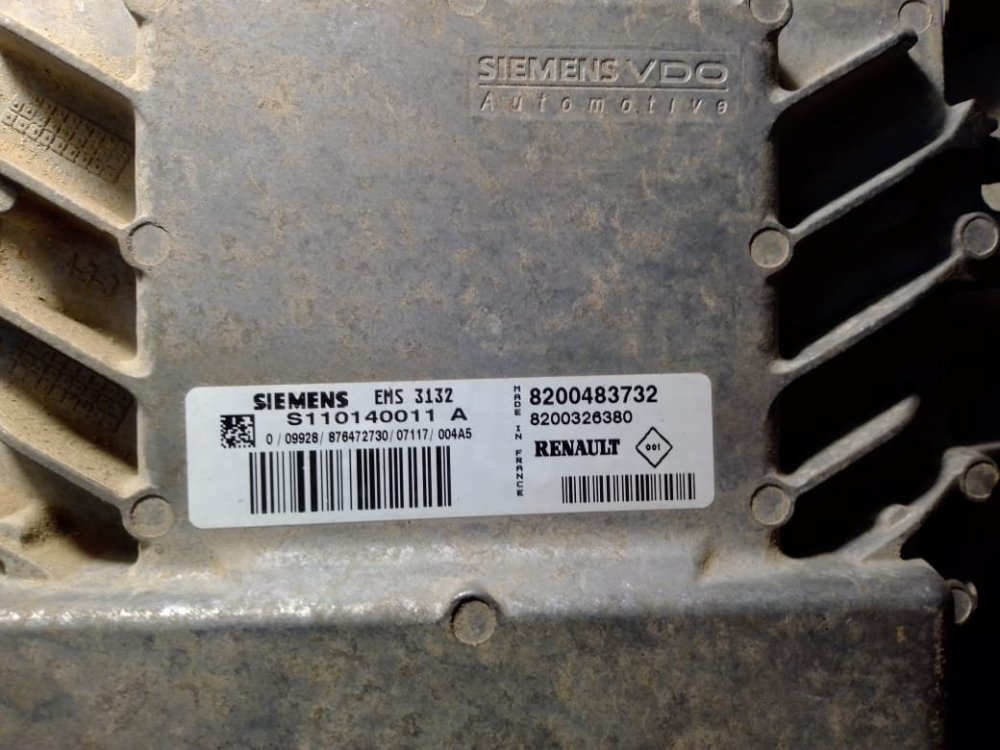 SIEMENS VDO
Automotive
SIEMENS EMS 3132
S110140011 A
0 / 09928 / 876472730 / 07117 / 004A5
MADE IN FRANCE
8200483732
8200326380
RENAULT 001